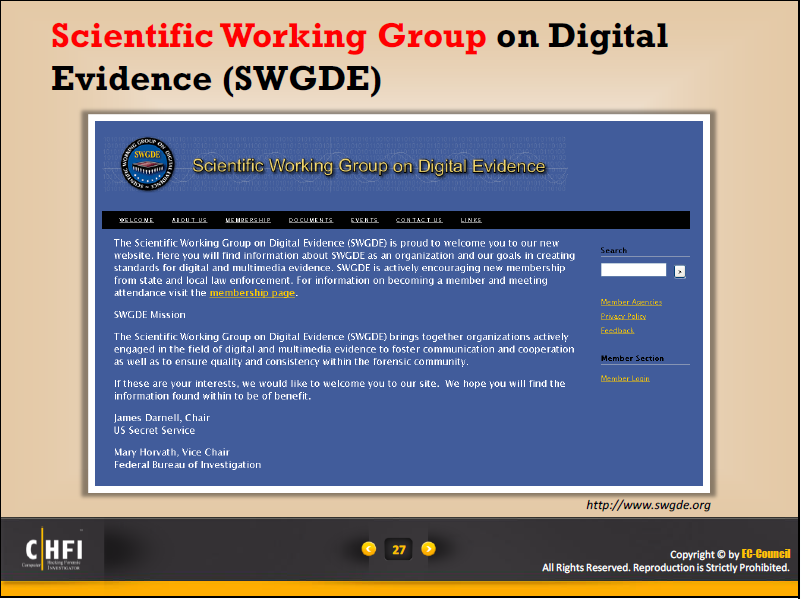 Scientific Working Group on Digital
Evidence (SWGDE)
SWGDE
Scientific Working Group on Digital Evidence
WELCOME ABOUT US MEMBERSHIP DOCUMENTS EVENTS CONTACT US LINKS
The Scientific Working Group on Digital Evidence (SWGDE) is proud to welcome you to our new
website. Here you will find information about SWGDE as an organization and our goals in creating
standards for digital and multimedia evidence. SWGDE is actively encouraging new membership
from state and local law enforcement. For information on becoming a member and meeting
attendance visit the membership page.
SWGDE Mission
The Scientific Working Group on Digital Evidence (SWGDE) brings together organizations actively
engaged in the field of digital and multimedia evidence to foster communication and cooperation
as well as to ensure quality and consistency within the forensic community.
If these are your interests, we would like to welcome you to our site. We hope you will find the
information found within to be of benefit.
James Darnell, Chair
US Secret Service
Mary Horvath, Vice Chair
Federal Bureau of Investigation
Search
>
Member Agencies
Privacy Policy
Feedback
Member Section
Member Login
http://www.swgde.org
CHFI
Computer Hacking Forensic
INVESTIGATOR
27
Copyright © by EC-Council
All Rights Reserved. Reproduction is Strictly Prohibited.